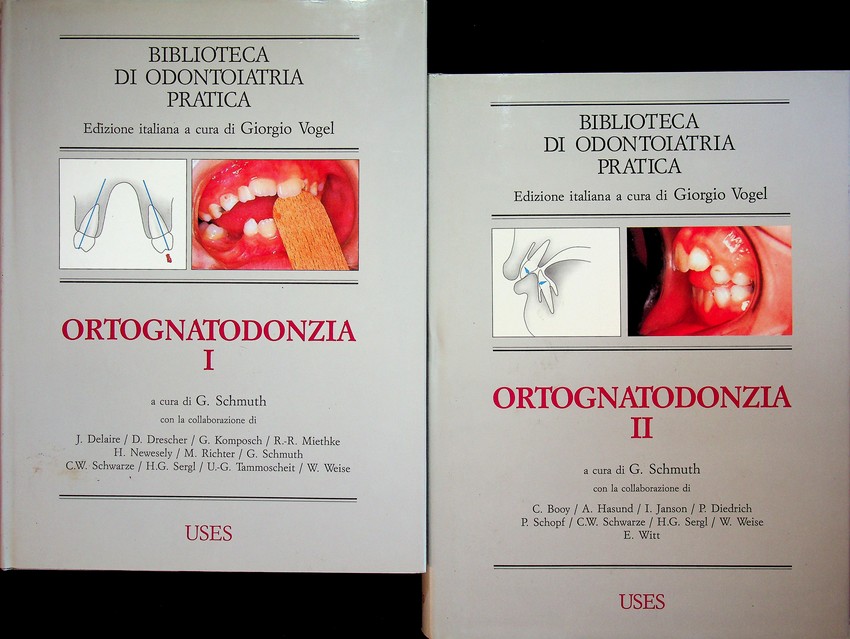 BIBLIOTECA
DI ODONTOIATRIA
PRATICA
Edizione italiana a cura di Giorgio Vogel
ORTOGNATODONZIA
I
a cura di G. Schmuth
con la collaborazione di
J. Delaire / D. Drescher / G. Komposch / R.-R. Miethke
H. Newesely / M. Richter / G. Schmuth
C.W. Schwarze / H.G. Sergl / U.-G. Tammoscheit / W. Weise
USES
BIBLIOTECA
DI ODONTOIATRIA
PRATICA
Edizione italiana a cura di Giorgio Vogel
ORTOGNATODONZIA
II
a cura di G. Schmuth
con la collaborazione di
C. Booy / A. Hasund / I. Janson / P. Diedrich
P. Schopf / C.W. Schwarze / H.G. Sergl / W. Weise
E. Witt
USES